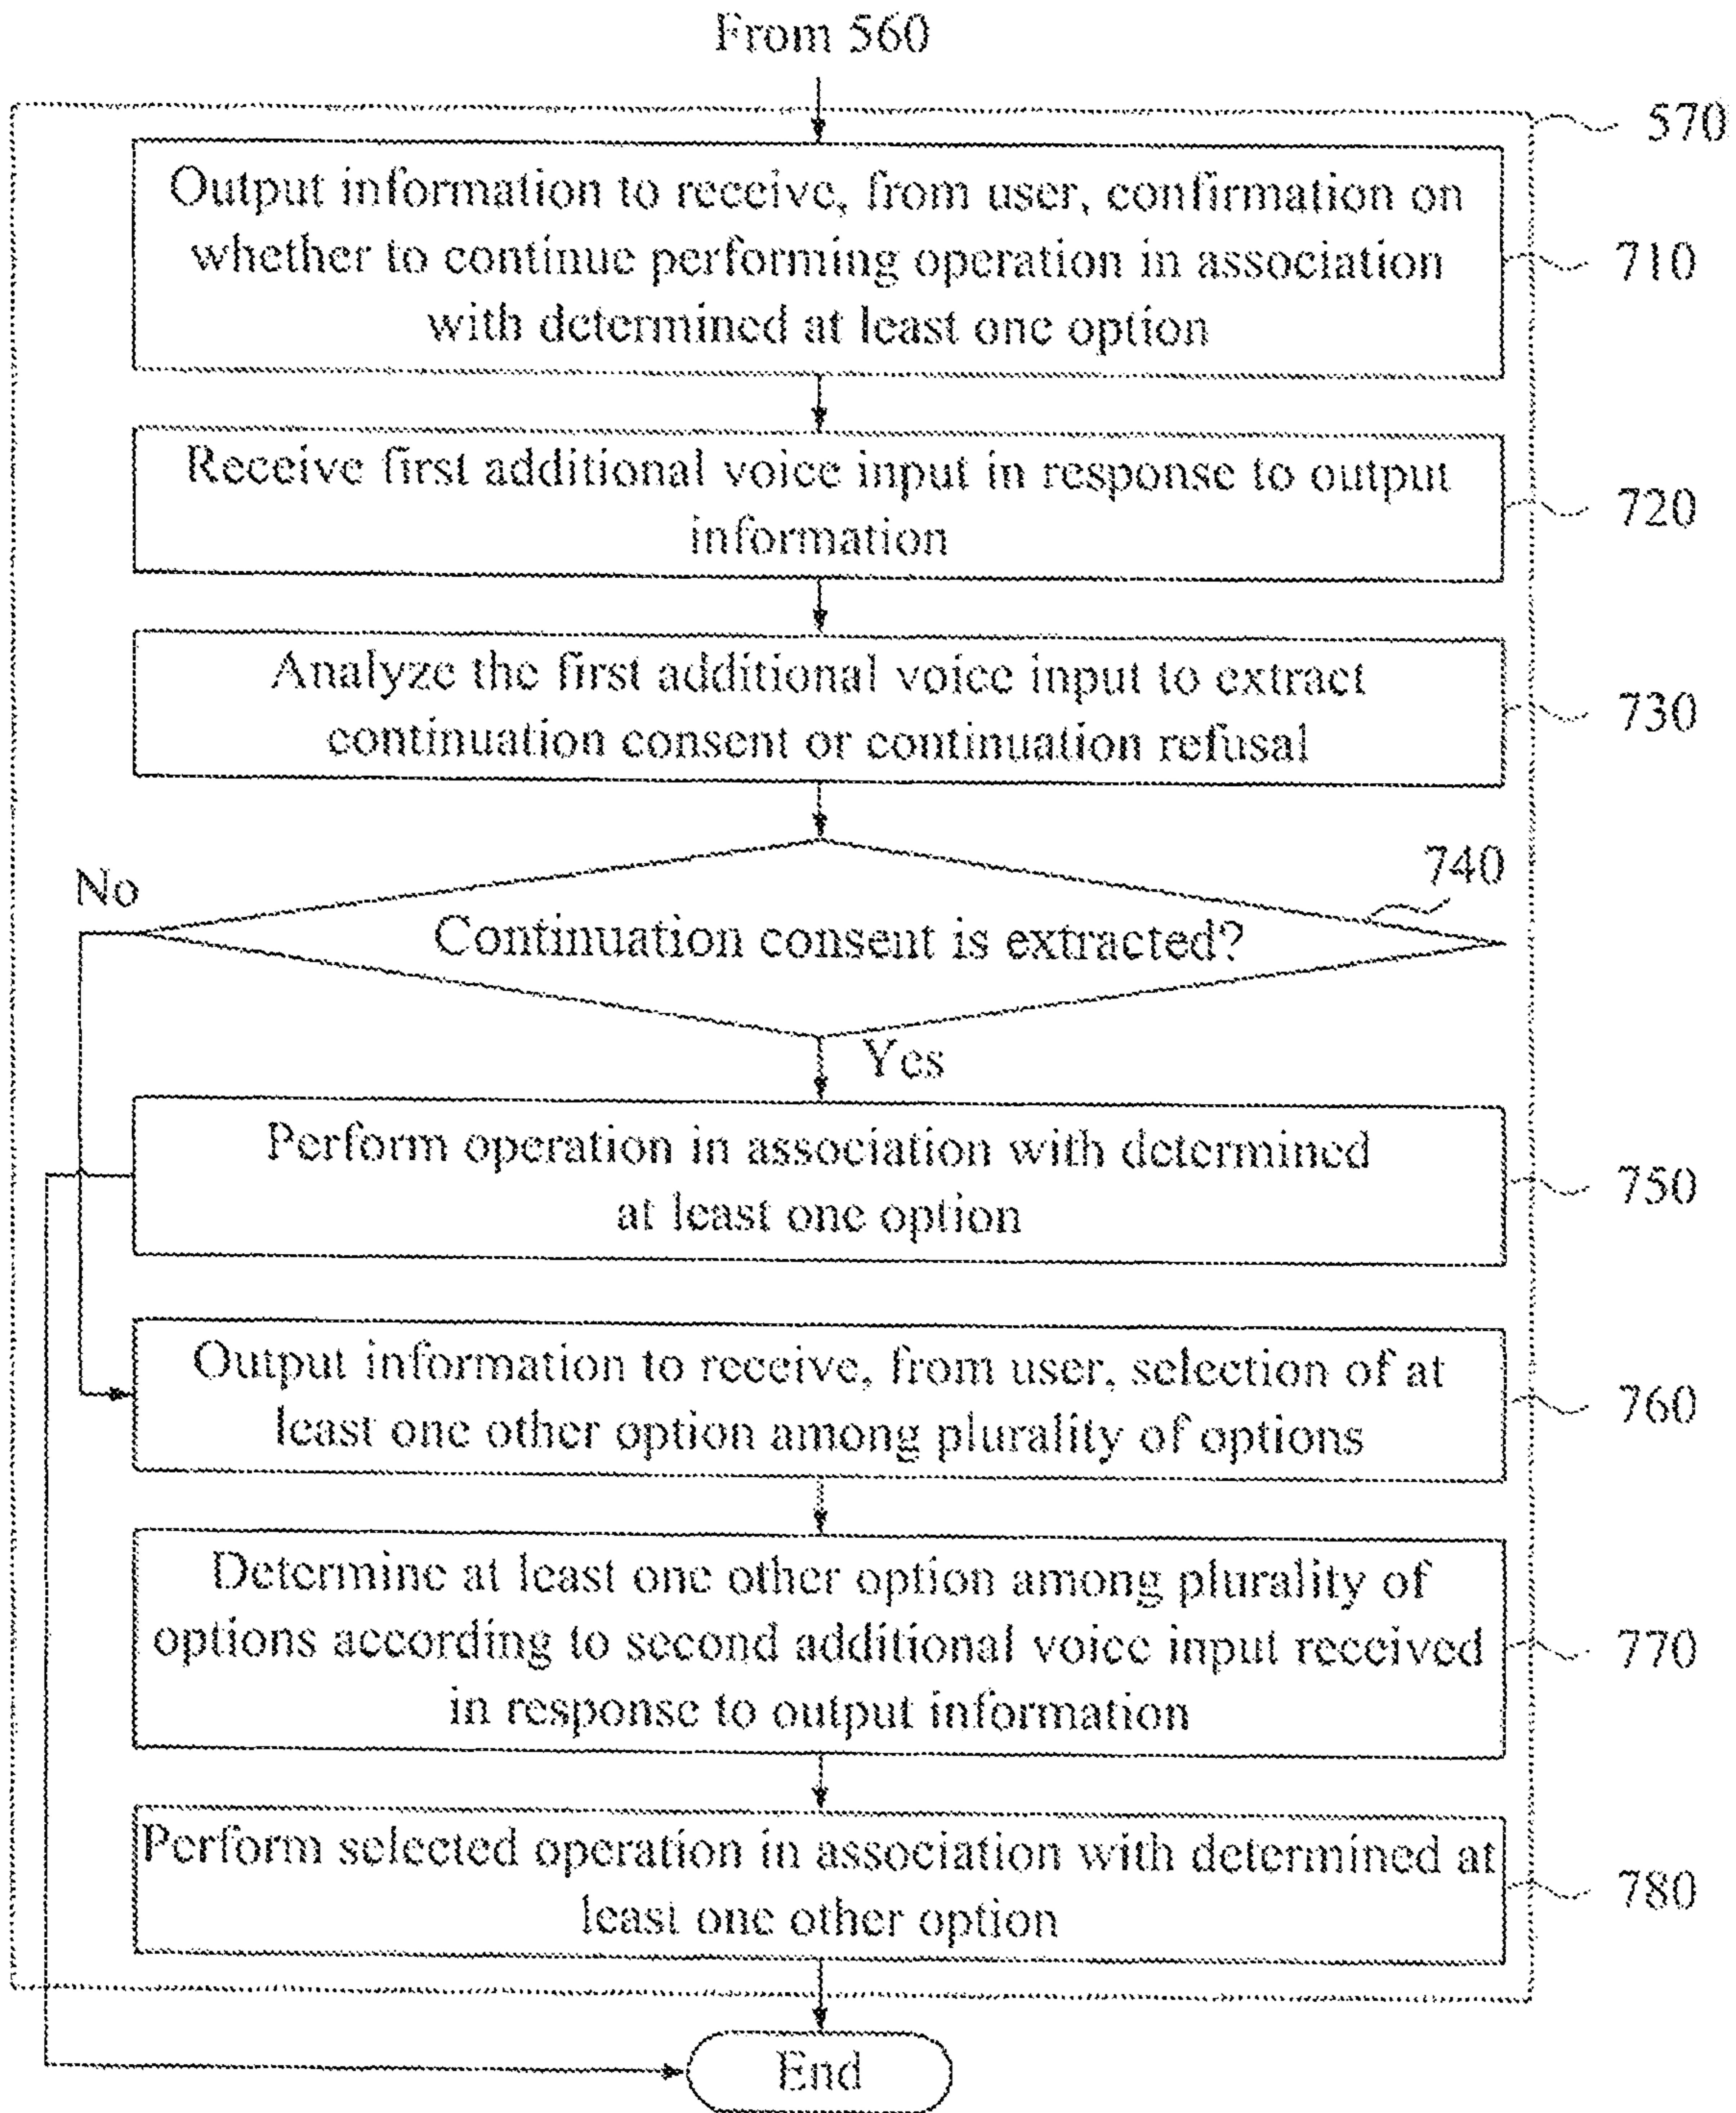 From 560
570
Output information to receive, from user, confirmation on
whether to continue performing operation in association
with determined at least one option
710
Receive first additional voice input in response to output
information
720
Analyze the first additional voice input to extract
continuation consent or continuation refusal
730
740
No
Continuation consent is extracted?
Yes
Perform operation in association with determined
at least one option
750
Output information to receive, from user, selection of at
least one other option among plurality of options
760
Determine at least one other option among plurality of
options according to second additional voice input received
in response to output information
770
Perform selected operation in association with determined at
least one other option
780
End